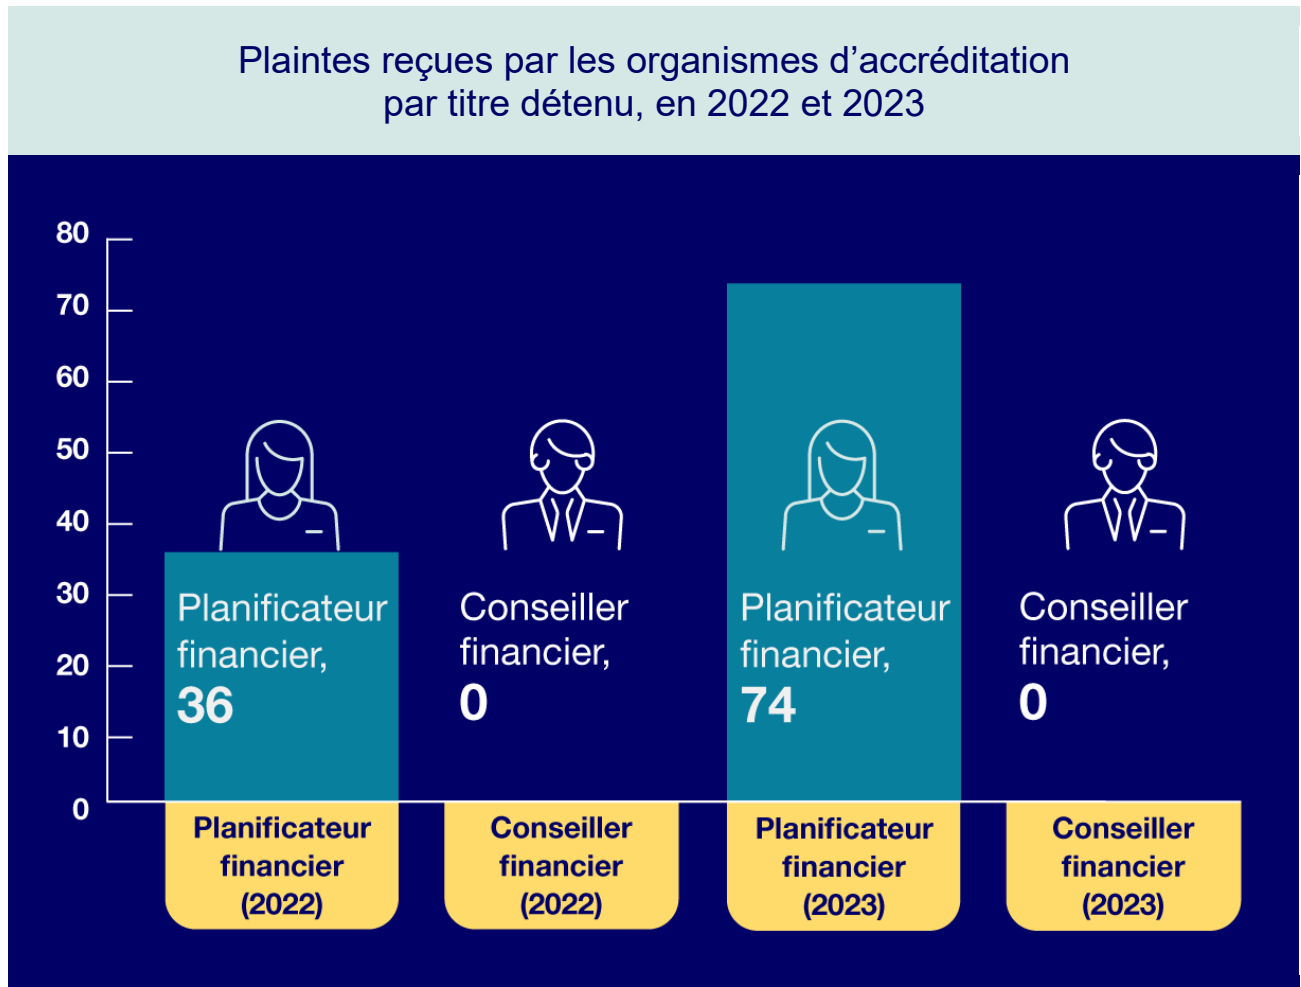 Plaintes reçues par les organismes d’accréditation
par titre détenu, en 2022 et 2023
80
70
60
50
40
30
20
10
0
Planificateur
financier,
36
Conseiller
financier,
0
Planificateur
financier,
74
Conseiller
financier,
0
Planificateur
financier
(2022)
Conseiller
financier
(2022)
Planificateur
financier
(2023)
Conseiller
financier
(2023)